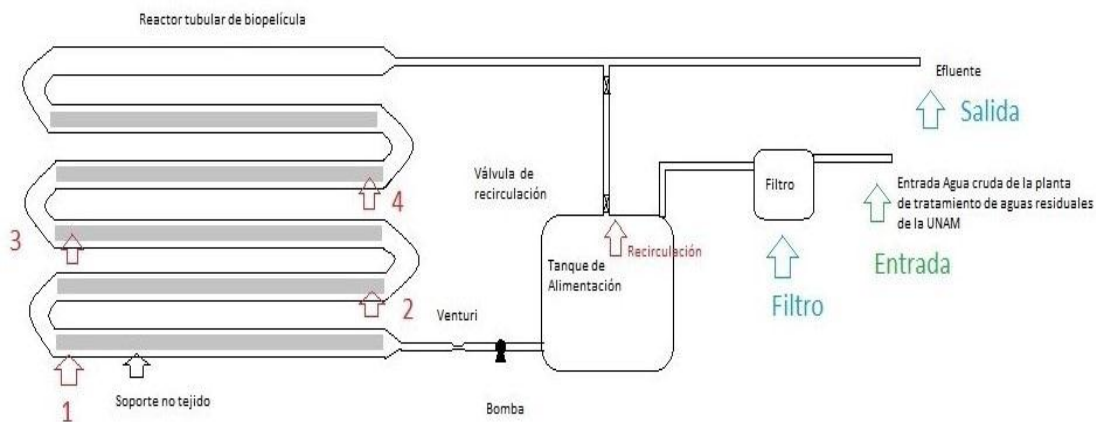 Reactor tubular de biopelícula
Efluente
Salida
4
Válvula de
recirculación
Filtro
Entrada Agua cruda de la planta
de tratamiento de aguas residuales
de la UNAM
3
Recirculación
Tanque de
Alimentación
Entrada
Filtro
2
Venturi
1
Soporte no tejido
Bomba